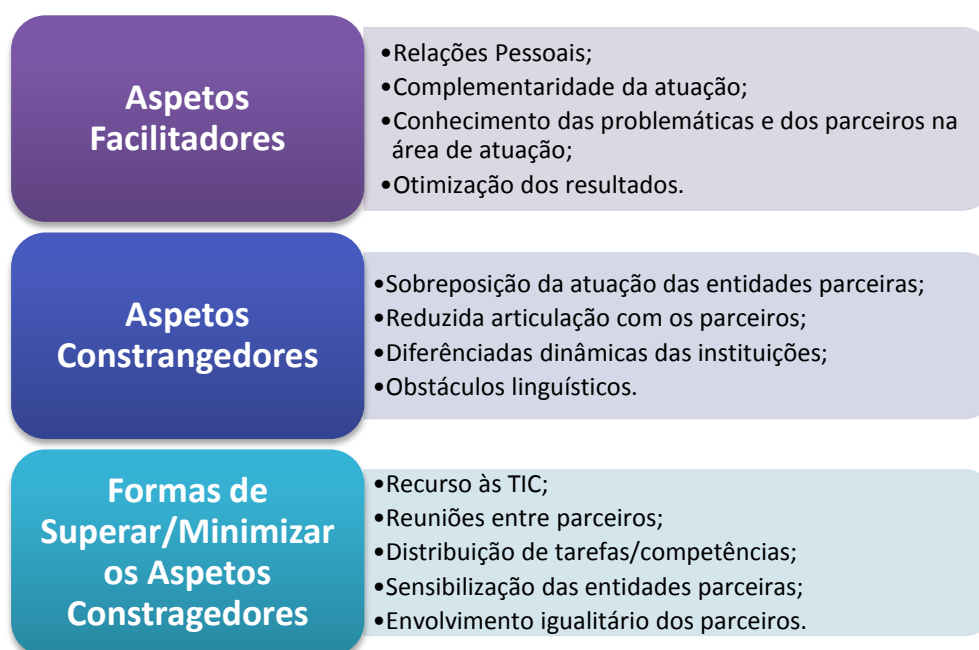 Aspetos
Facilitadores
•Relações Pessoais;
•Complementaridade da atuação;
•Conhecimento das problemáticas e dos parceiros na
área de atuação;
•Otimização dos resultados.
Aspetos
Constrangedores
•Sobreposição da atuação das entidades parceiras;
•Reduzida articulação com os parceiros;
•Diferênciadas dinâmicas das instituições;
•Obstáculos linguísticos.
Formas de
Superar/Minimizar
os Aspetos
Constragedores
•Recurso às TIC;
•Reuniões entre parceiros;
•Distribuição de tarefas/competências;
•Sensibilização das entidades parceiras;
•Envolvimento igualitário dos parceiros.